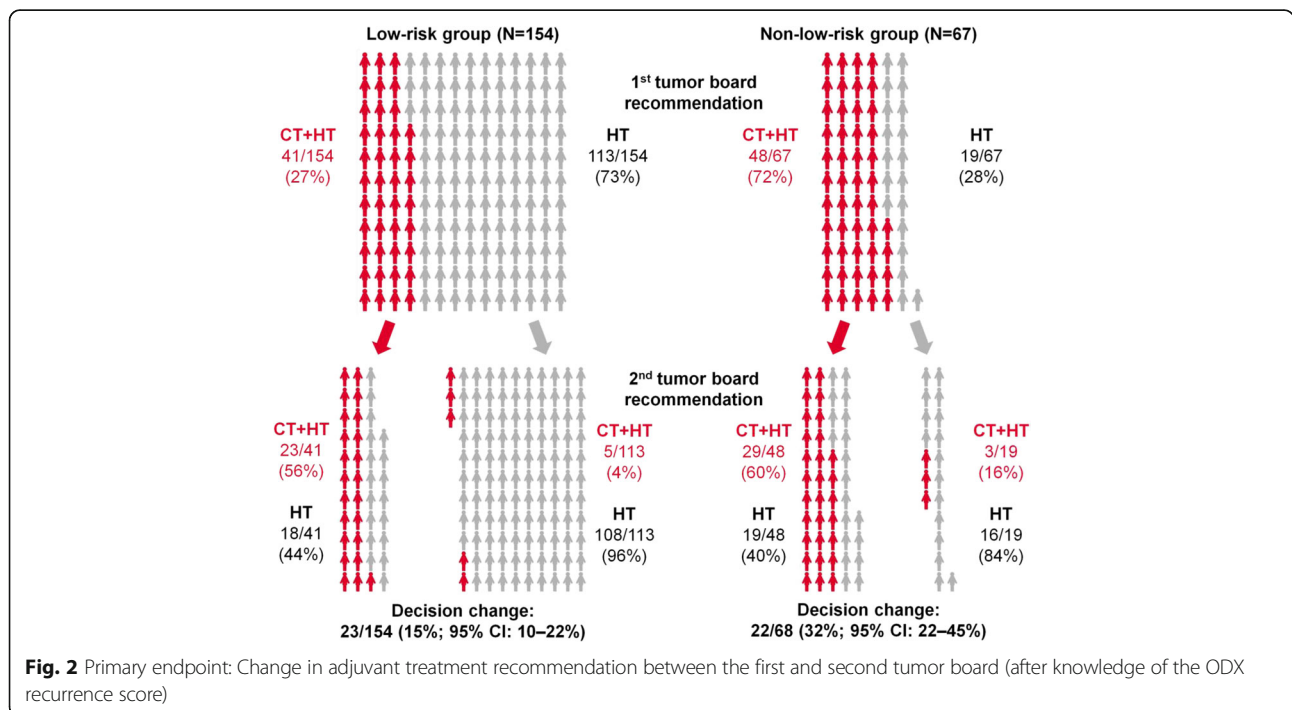 Low-risk group (N=154)
Non-low-risk group (N=67)
1st tumor board
recommendation
CT+HT
41/154
(27%)
HT
113/154
(73%)
CT+HT
48/67
(72%)
HT
19/67
(28%)
2nd tumor board
recommendation
CT+HT
23/41
(56%)
HT
18/41
(44%)
CT+HT
5/113
(4%)
HT
108/113
(96%)
CT+HT
29/48
(60%)
HT
19/48
(40%)
CT+HT
3/19
(16%)
HT
16/19
(84%)
Decision change:
23/154 (15%; 95% CI: 10–22%)
Decision change:
22/68 (32%; 95% CI: 22–45%)
Fig. 2 Primary endpoint: Change in adjuvant treatment recommendation between the first and second tumor board (after knowledge of the ODX
recurrence score)